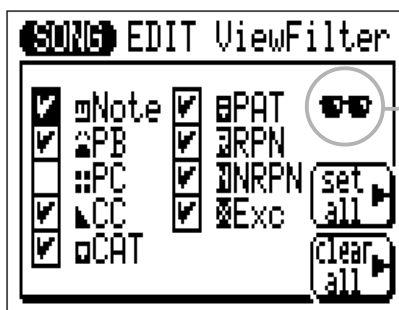 SONG EDIT ViewFilter
Note PAT
PB RPN
PC NRPN set
CC Exc all
CAT clear
all